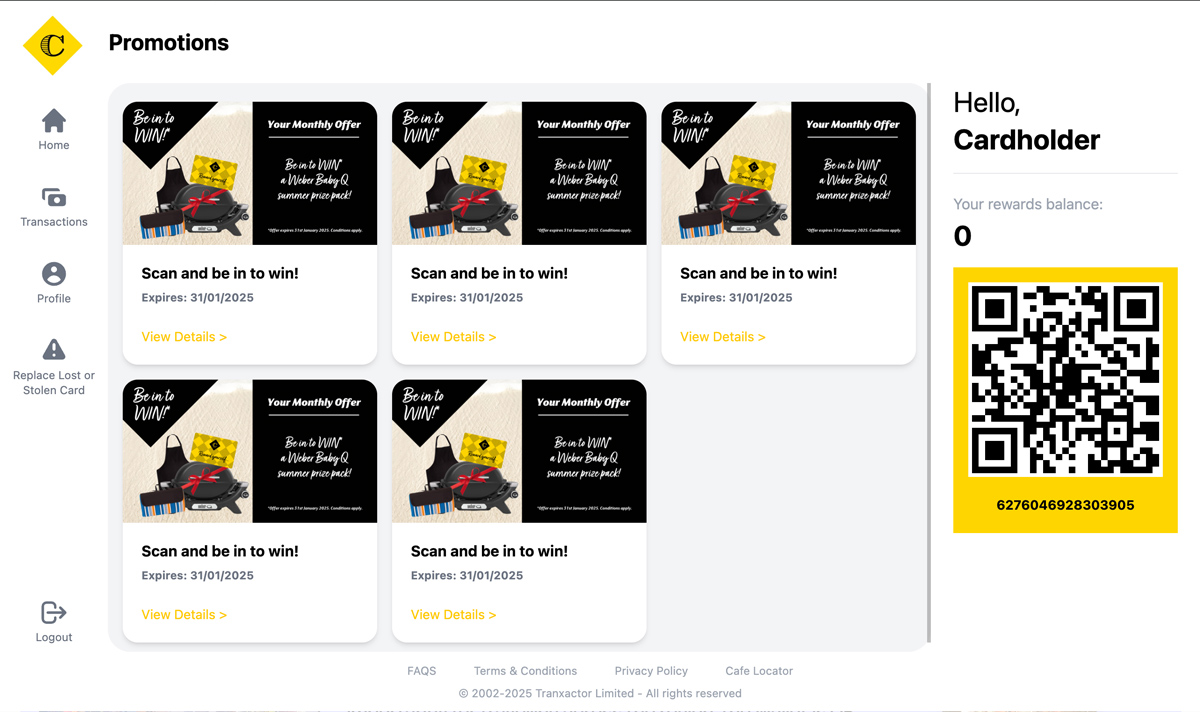 C
Promotions
Home
Transactions
Profile
Replace Lost or
Stolen Card
Logout
Be in to
WIN!*
Your Monthly Offer
Be in to WIN*
a Weber Baby Q
summer prize pack!
*Offer expires 31st January 2025. Conditions apply.
Scan and be in to win!
Expires: 31/01/2025
View Details >
Be in to
WIN!*
Your Monthly Offer
Be in to WIN*
a Weber Baby Q
summer prize pack!
*Offer expires 31st January 2025. Conditions apply.
Scan and be in to win!
Expires: 31/01/2025
View Details >
Be in to
WIN!*
Your Monthly Offer
Be in to WIN*
a Weber Baby Q
summer prize pack!
*Offer expires 31st January 2025. Conditions apply.
Scan and be in to win!
Expires: 31/01/2025
View Details >
Be in to
WIN!*
Your Monthly Offer
Be in to WIN*
a Weber Baby Q
summer prize pack!
*Offer expires 31st January 2025. Conditions apply.
Scan and be in to win!
Expires: 31/01/2025
View Details >
Be in to
WIN!*
Your Monthly Offer
Be in to WIN*
a Weber Baby Q
summer prize pack!
*Offer expires 31st January 2025. Conditions apply.
Scan and be in to win!
Expires: 31/01/2025
View Details >
Hello,
Cardholder
Your rewards balance:
0
6276046928303905
FAQS Terms & Conditions Privacy Policy Cafe Locator
© 2002-2025 Tranxactor Limited - All rights reserved